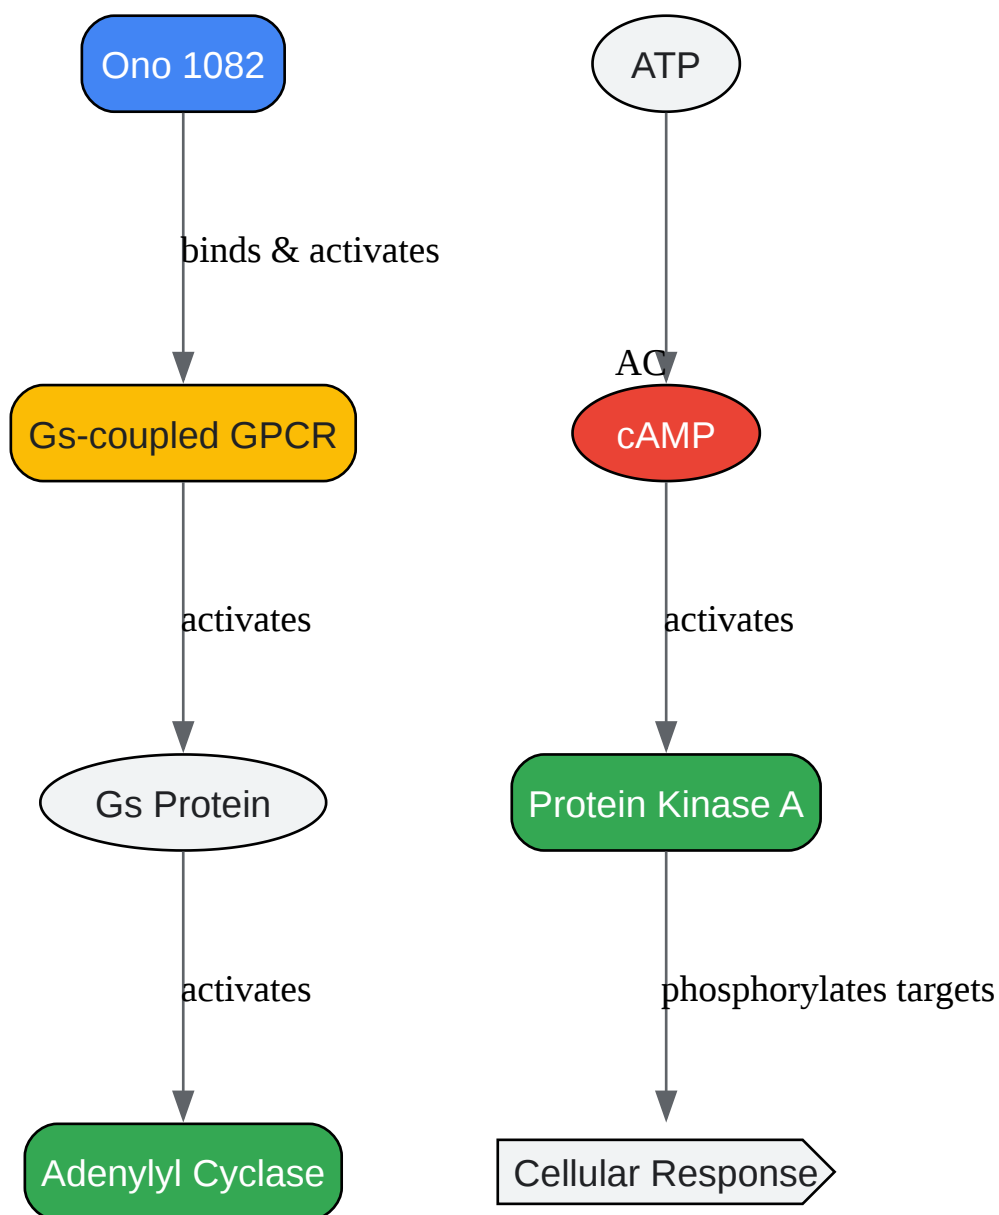 Ono 1082
binds & activates
Gs-coupled GPCR
activates
Gs Protein
activates
Adenylyl Cyclase
ATP
AC
cAMP
activates
Protein Kinase A
phosphorylates targets
Cellular Response